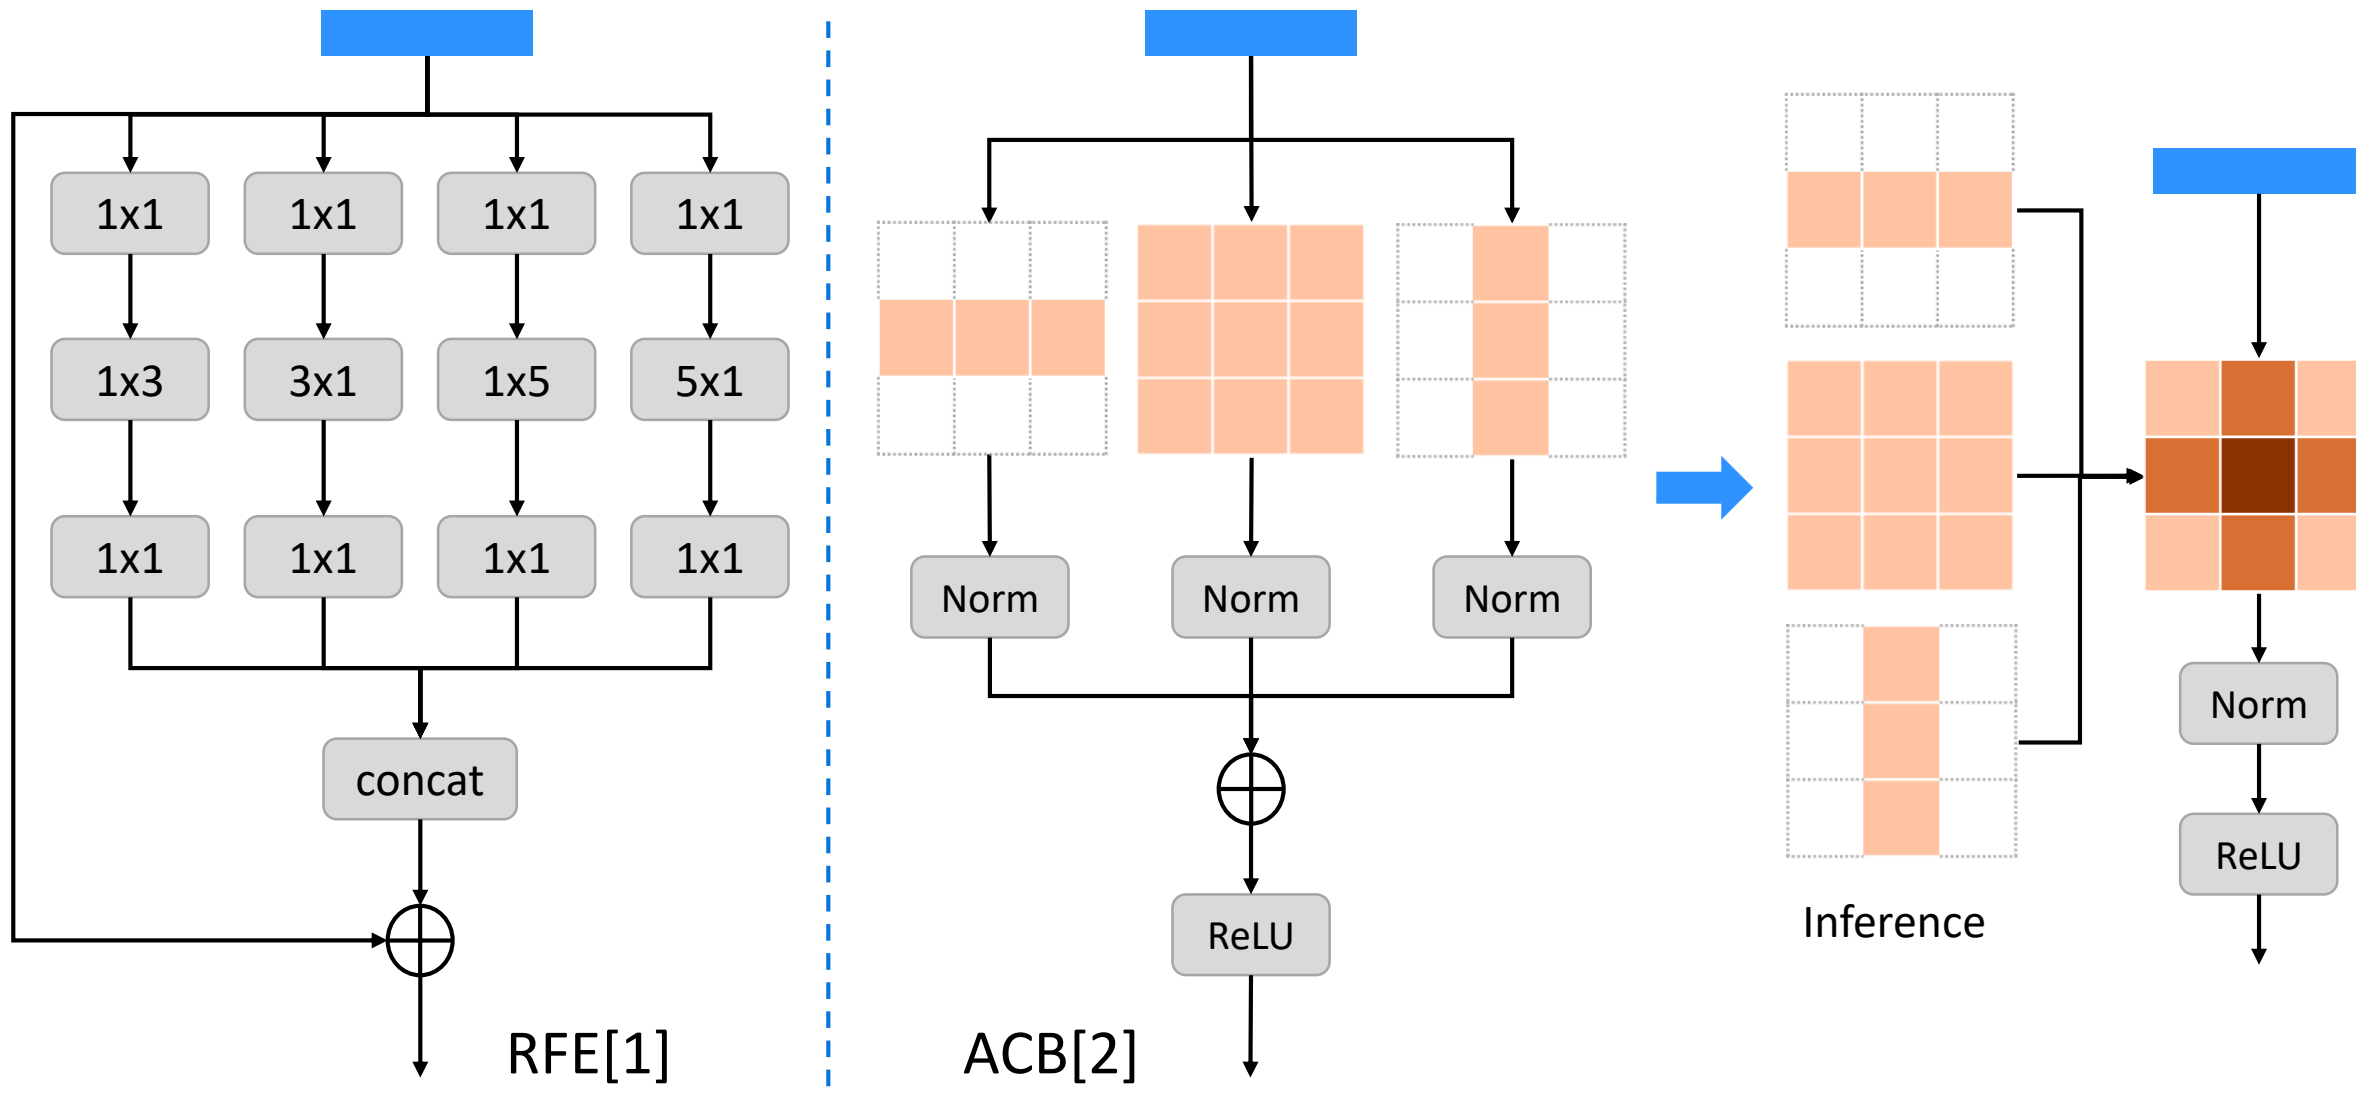 1x1 1x1 1x1 1x1
1x3 3x1 1x5 5x1
1x1 1x1 1x1 1x1
concat
RFE[1]
Norm Norm Norm
ReLU
ACB[2]
Inference
Norm
ReLU